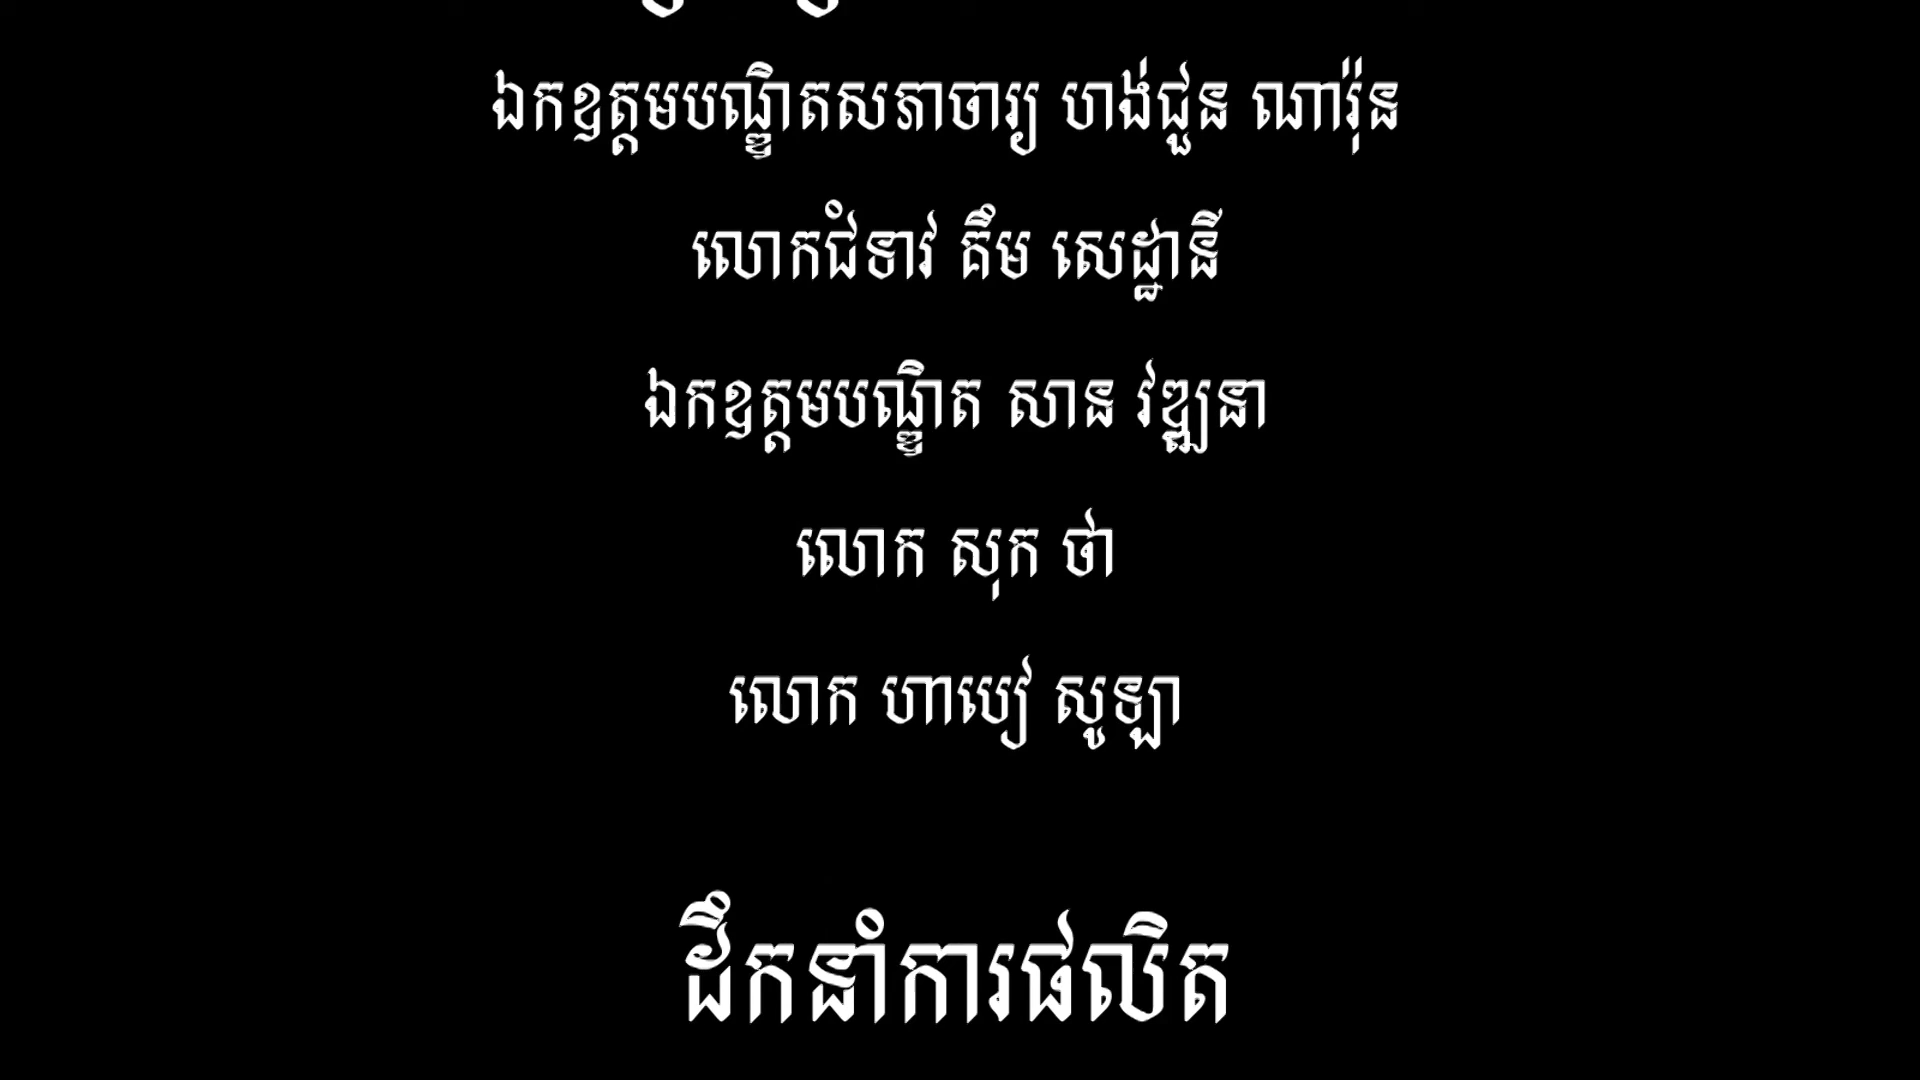 ឯកឧត្តមបណ្ឌិតសភាចារ្យ ហង់ជួន ណារ៉ុន
លោកជំទាវ គឹម សេដ្ឋានី
ឯកឧត្តមបណ្ឌិត សាន វឌ្ឍនា
លោក សុក ថា
លោក ហាប៊ៀ សូឡា
ដឹកនាំការផលិត